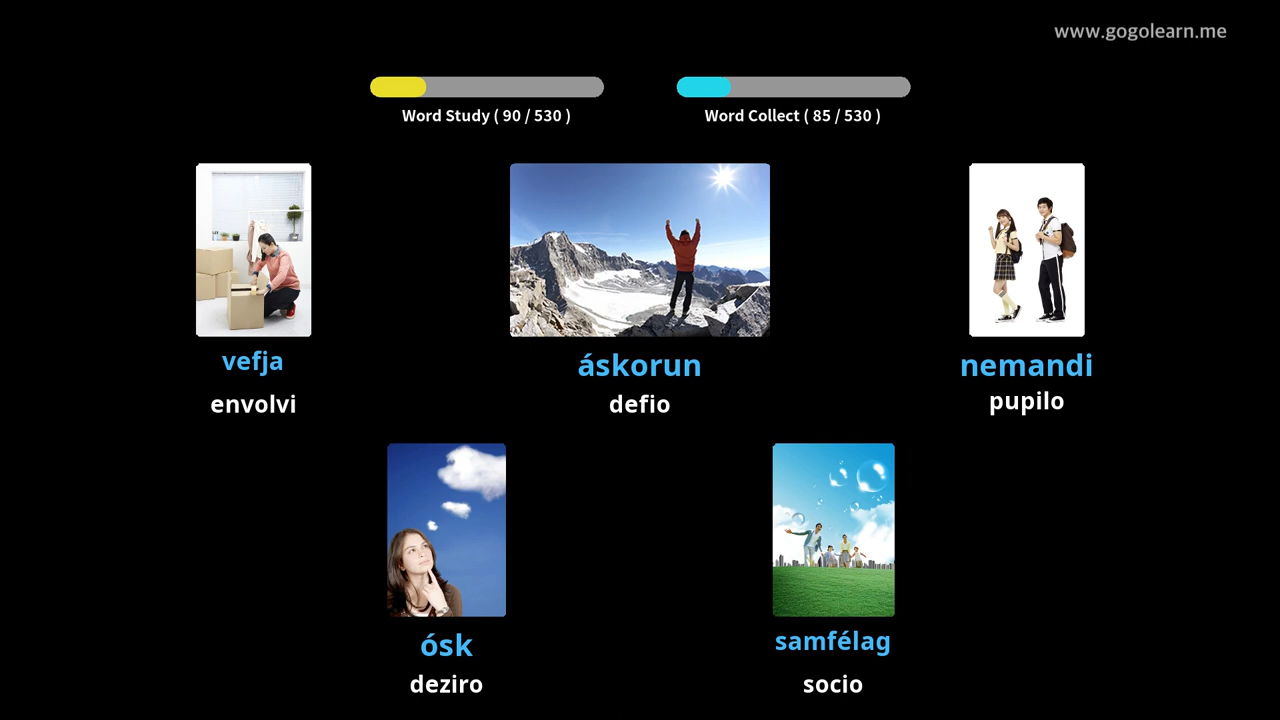 www.gogolearn.me
Word Study ( 90 / 530 )
Word Collect ( 85 / 530 )
vefja
envolvi
áskorun
defio
nemandi
pupilo
ósk
deziro
samfélag
socio